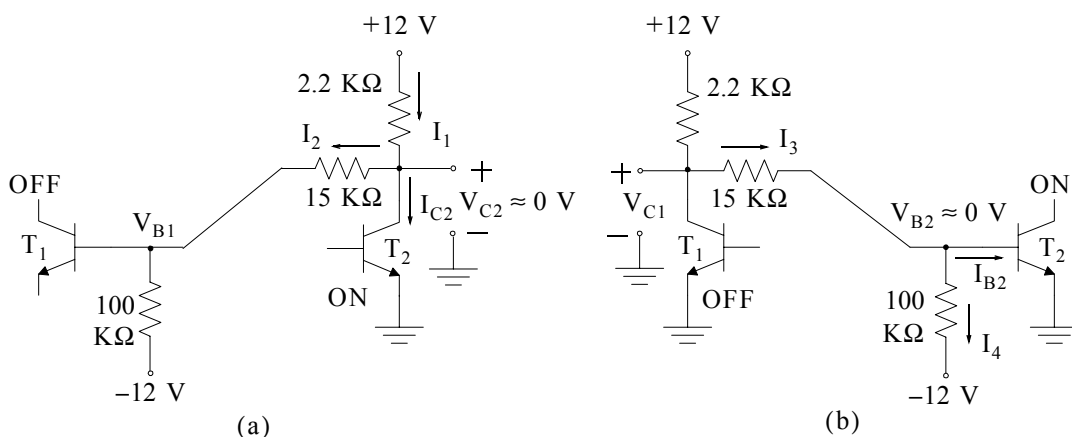 +12 V
2.2 KΩ
I1
I2
15 KΩ
OFF
VB1
T1
IC2
VC2 ≈ 0 V
+
−
T2
ON
100
KΩ
−12 V
(a)
+12 V
2.2 KΩ
I3
15 KΩ
+
VC1
−
T1
OFF
ON
VB2 ≈ 0 V
T2
IB2
100
KΩ
I4
−12 V
(b)